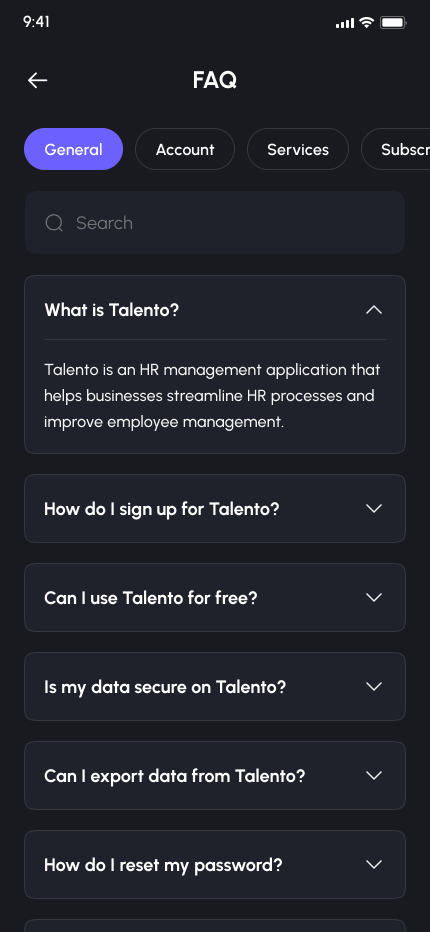 9:41
FAQ
General Account Services Subscr
Search
What is Talento?
Talento is an HR management application that
helps businesses streamline HR processes and
improve employee management.
How do I sign up for Talento?
Can I use Talento for free?
Is my data secure on Talento?
Can I export data from Talento?
How do I reset my password?